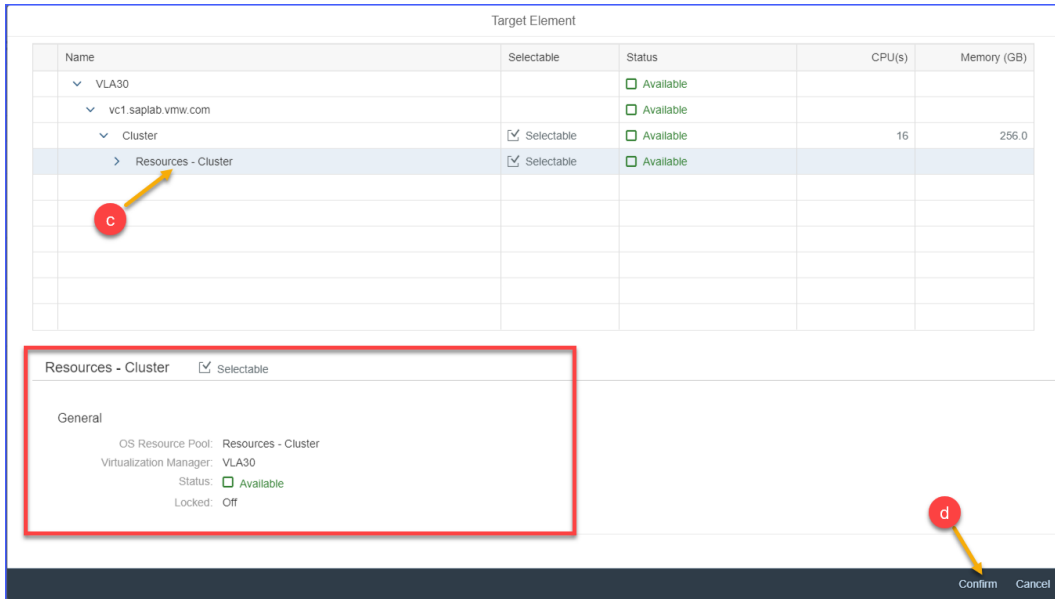 Target Element
Name Selectable Status CPU(s) Memory (GB)
VLA30 Available
vc1.saplab.vmw.com Available
Cluster Selectable Available 16 256.0
Resources - Cluster Selectable Available
c
Resources - Cluster Selectable
General
OS Resource Pool: Resources - Cluster
Virtualization Manager: VLA30
Status: Available
Locked: Off
d
Confirm Cancel